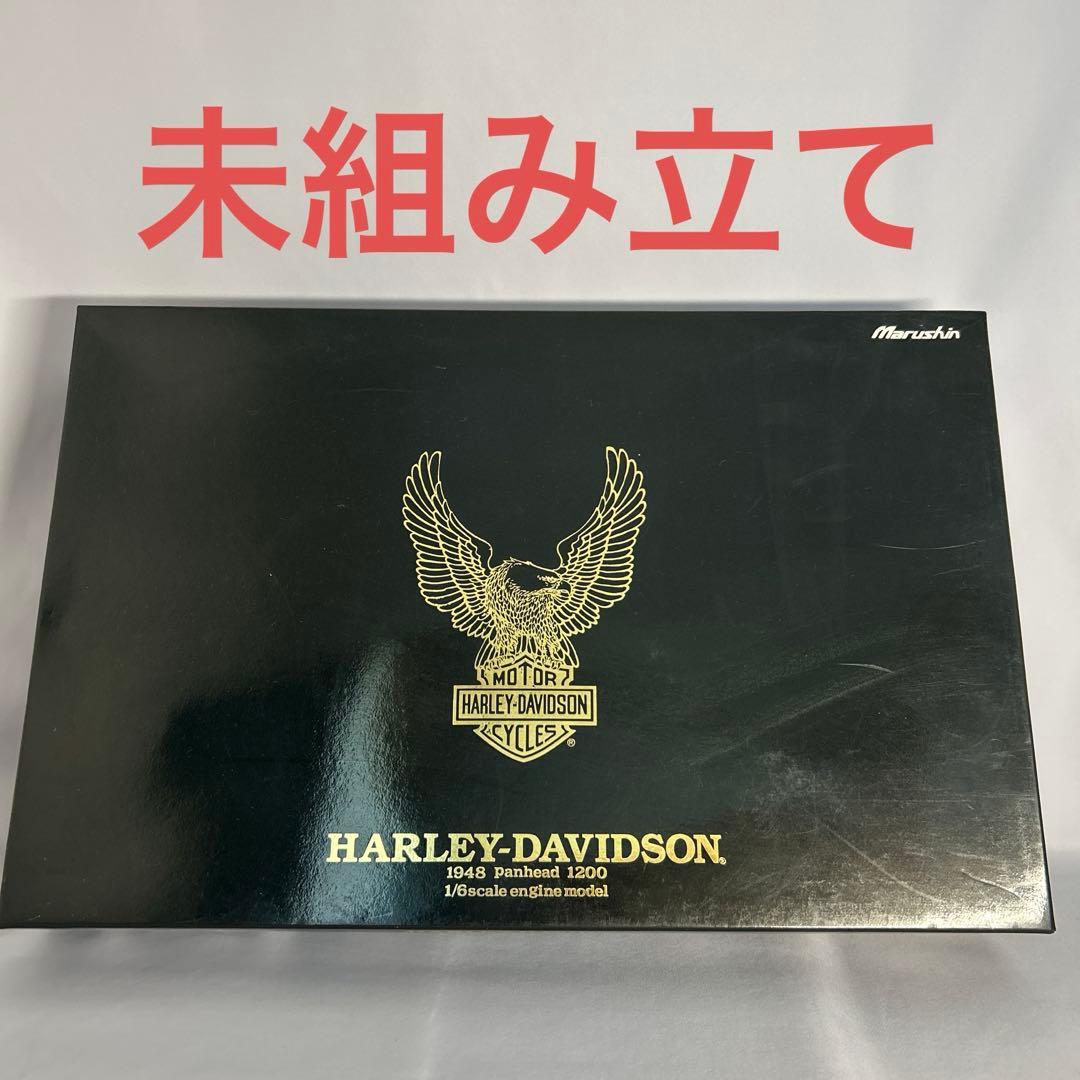 未組み立て
Marushin
MOTOR
HARLEY-DAVIDSON
CYCLES®
HARLEY-DAVIDSON®
1948 panhead 1200
1/6scale engine model